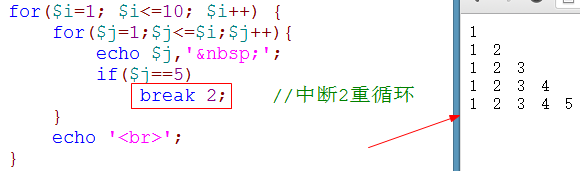 for($i=1; $i<=10; $i++) {
for($j=1;$j<=$i;$j++){
echo $j,'&nbsp;';
if($j==5)
break 2; //中断2重循环
}
echo '<br>';
}
1
1 2
1 2 3
1 2 3 4
1 2 3 4 5